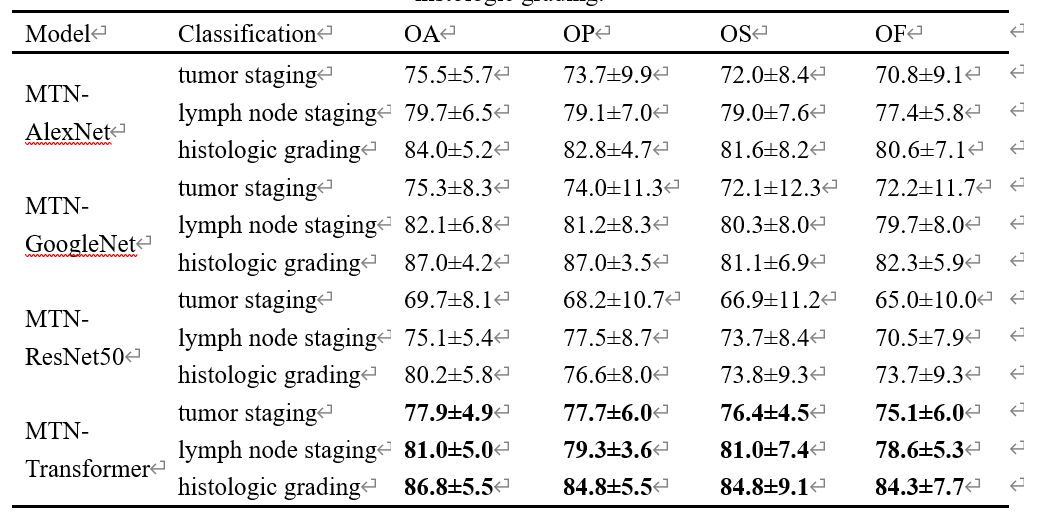 histologic grading.
Model Classification OA OP OS OF
MTN-AlexNet tumor staging 75.5±5.7 73.7±9.9 72.0±8.4 70.8±9.1
lymph node staging 79.7±6.5 79.1±7.0 79.0±7.6 77.4±5.8
histologic grading 84.0±5.2 82.8±4.7 81.6±8.2 80.6±7.1
MTN-GoogleNet tumor staging 75.3±8.3 74.0±11.3 72.1±12.3 72.2±11.7
lymph node staging 82.1±6.8 81.2±8.3 80.3±8.0 79.7±8.0
histologic grading 87.0±4.2 87.0±3.5 81.1±6.9 82.3±5.9
MTN-ResNet50 tumor staging 69.7±8.1 68.2±10.7 66.9±11.2 65.0±10.0
lymph node staging 75.1±5.4 77.5±8.7 73.7±8.4 70.5±7.9
histologic grading 80.2±5.8 76.6±8.0 73.8±9.3 73.7±9.3
MTN-Transformer tumor staging 77.9±4.9 77.7±6.0 76.4±4.5 75.1±6.0
lymph node staging 81.0±5.0 79.3±3.6 81.0±7.4 78.6±5.3
histologic grading 86.8±5.5 84.8±5.5 84.8±9.1 84.3±7.7